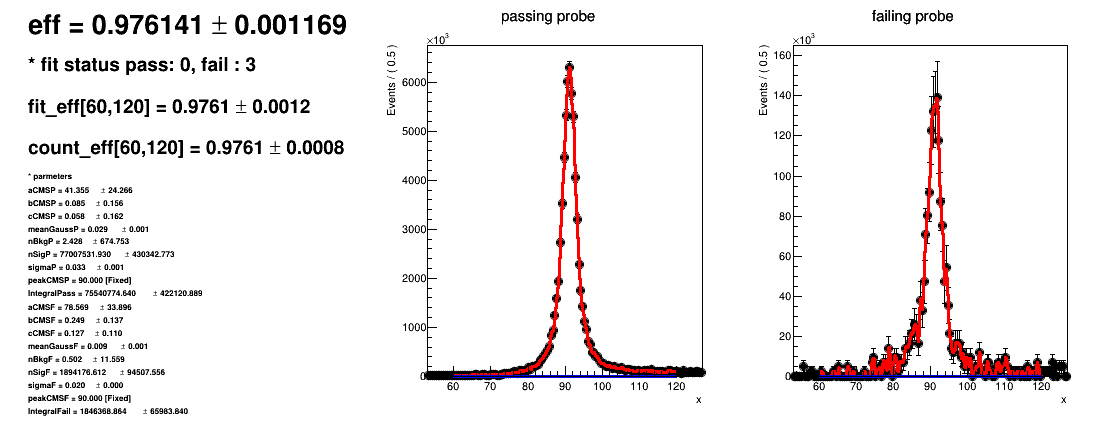 eff = 0.976141 ± 0.001169
* fit status pass: 0, fail : 3
fit_eff[60,120] = 0.9761 ± 0.0012
count_eff[60,120] = 0.9761 ± 0.0008
* parmeters
aCMSP = 41.355 ± 24.266
bCMSP = 0.085 ± 0.156
cCMSP = 0.058 ± 0.162
meanGaussP = 0.029 ± 0.001
nBkgP = 2.428 ± 674.753
nSigP = 77007531.930 ± 430342.773
sigmaP = 0.033 ± 0.001
peakCMSP = 90.000 [Fixed]
IntegralPass = 75540774.640 ± 422120.889
aCMSF = 78.569 ± 33.896
bCMSF = 0.249 ± 0.137
cCMSF = 0.127 ± 0.110
meanGaussF = 0.009 ± 0.001
nBkgF = 0.502 ± 11.559
nSigF = 1894176.612 ± 94507.556
sigmaF = 0.020 ± 0.000
peakCMSF = 90.000 [Fixed]
IntegralFail = 1846368.864 ± 65983.840
passing probe
×10³
Events / ( 0.5 )
6000
5000
4000
3000
2000
1000
0
60 70 80 90 100 110 120
x
failing probe
×10³
Events / ( 0.5 )
160
140
120
100
80
60
40
20
0
60 70 80 90 100 110 120
x